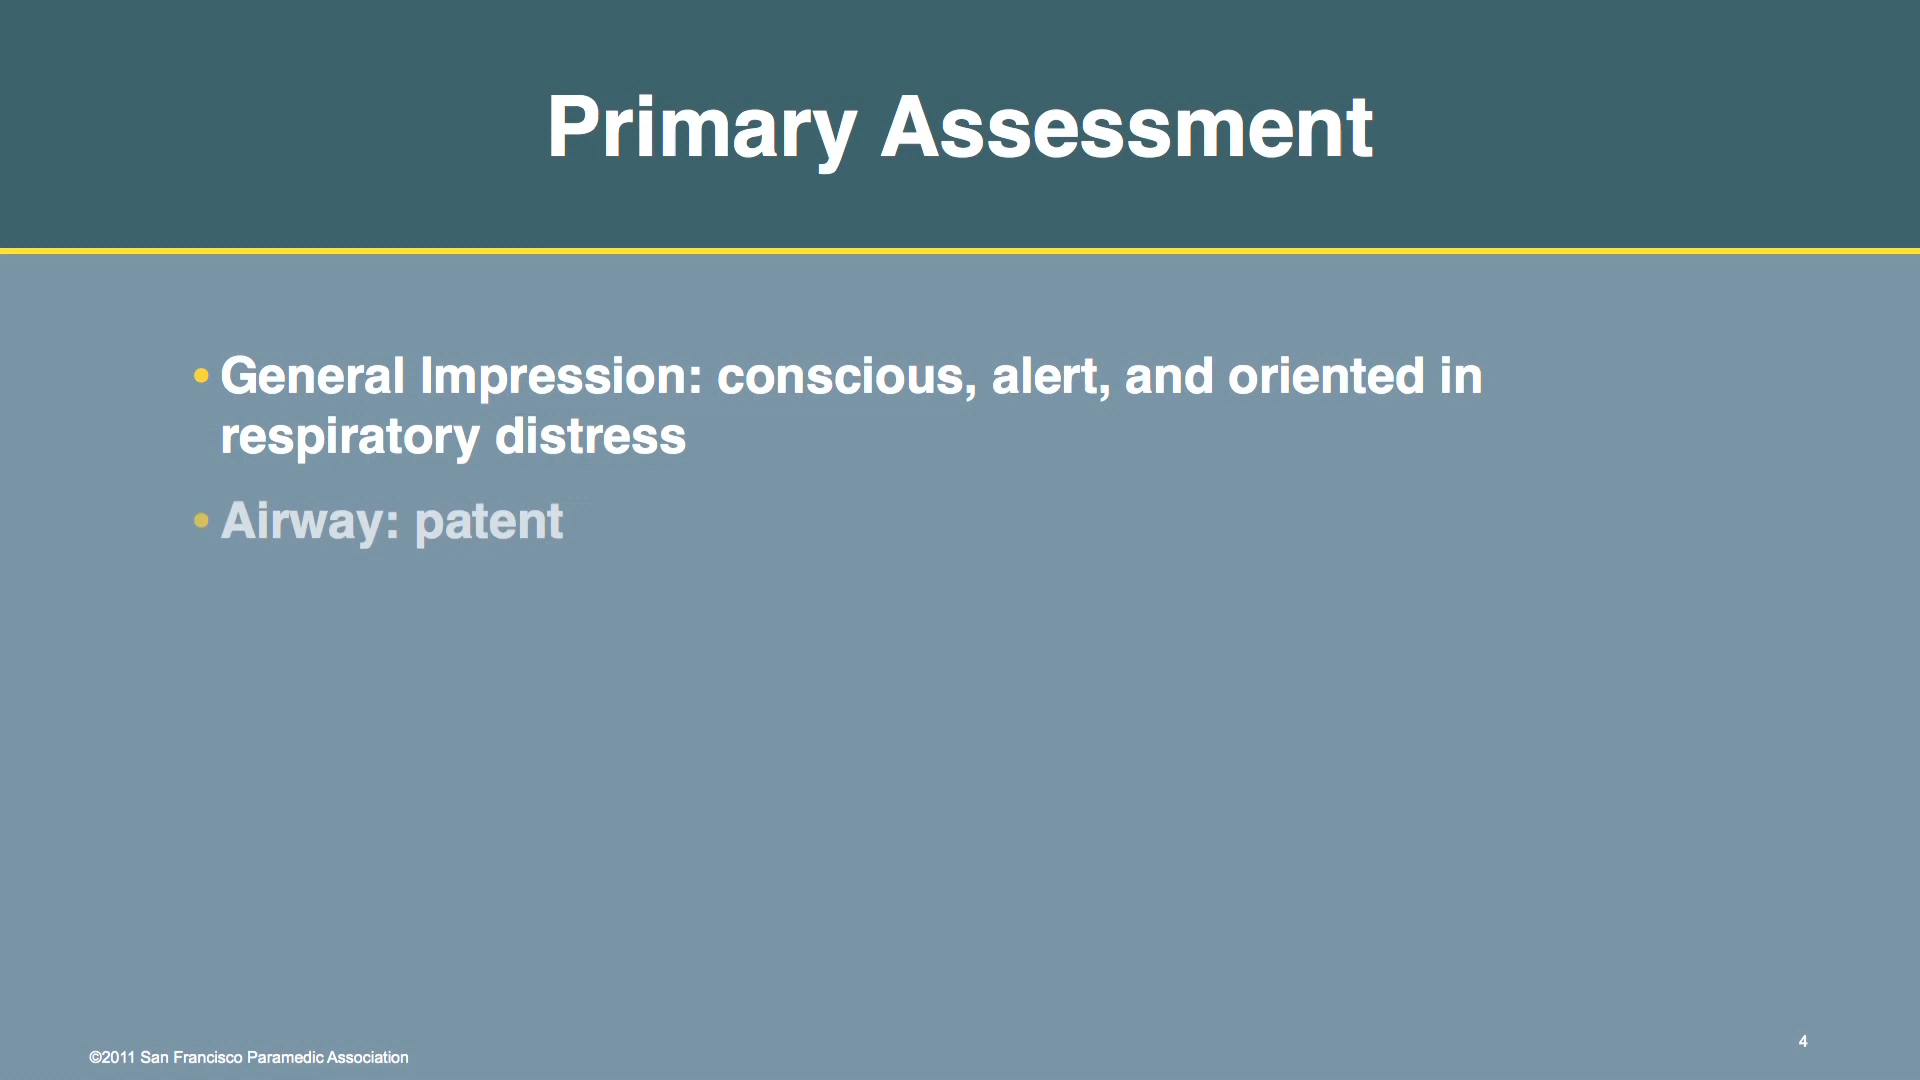 Primary Assessment
• General Impression: conscious, alert, and oriented in
respiratory distress
• Airway: patent
4
©2011 San Francisco Paramedic Association